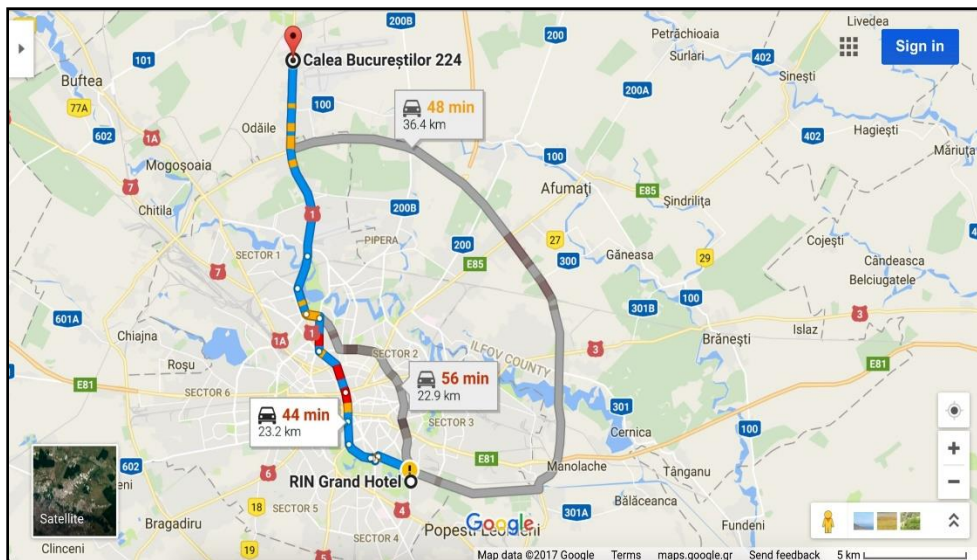 200B
200
Petrăchioaia
Livedea
402
Surlari
Sign in
101
Calea Bucureștilor 224
402
Sinești
Buftea
100
200A
77A
48 min
36.4 km
402
Hagiești
602
1A
Odăile
100
Măriuța
7
Mogoșoaia
100
Afumați
E85
Șindrilița
Chitila
1
200B
SECTOR 1
PIPERA
200
27
Cojești
300
Găneasa
29
E85
Cândeasca
7
100
Belciugatele
601A
301B
3
Chiajna
1A
1
Islaz
Brănești
ILFOV COUNTY
3
Roșu
SECTOR 2
E81
56 min
22.9 km
E81
SECTOR 6
44 min
23.2 km
301
SECTOR 3
Cernica
100
E81
Manolache
602
6
RIN Grand Hotel
Tânganu
Satellite
SECTOR 5
4
301A
Bălăceanca
Bragadiru
Google
Fundeni
Clinceni
SECTOR 4
Map data ©2017 Google Terms maps.google.gr Send feedback 5 km